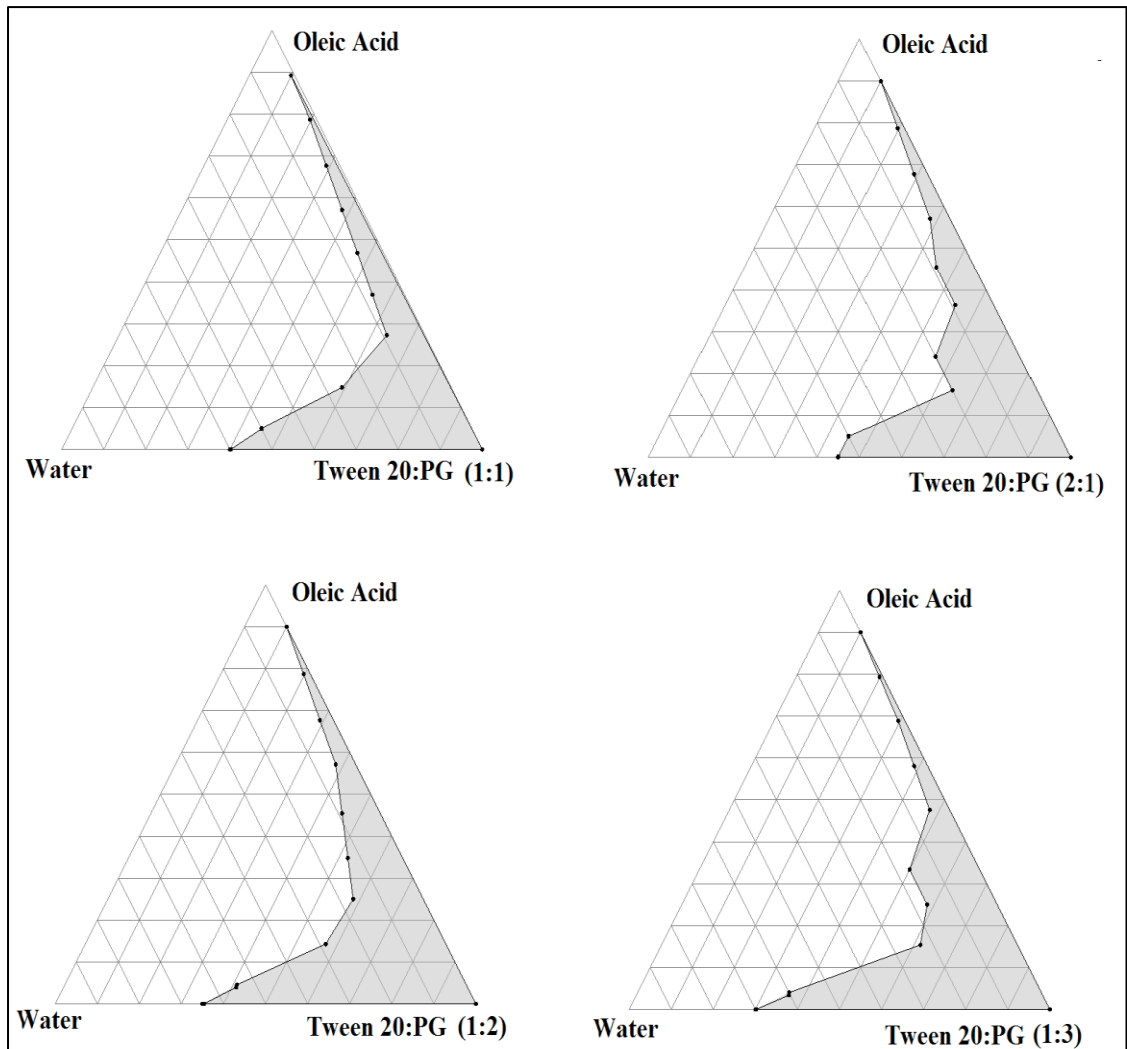 Oleic Acid
Oleic Acid
Water
Tween 20:PG (1:1)
Water
Tween 20:PG (2:1)
Oleic Acid
Oleic Acid
Water
Tween 20:PG (1:2)
Water
Tween 20:PG (1:3)